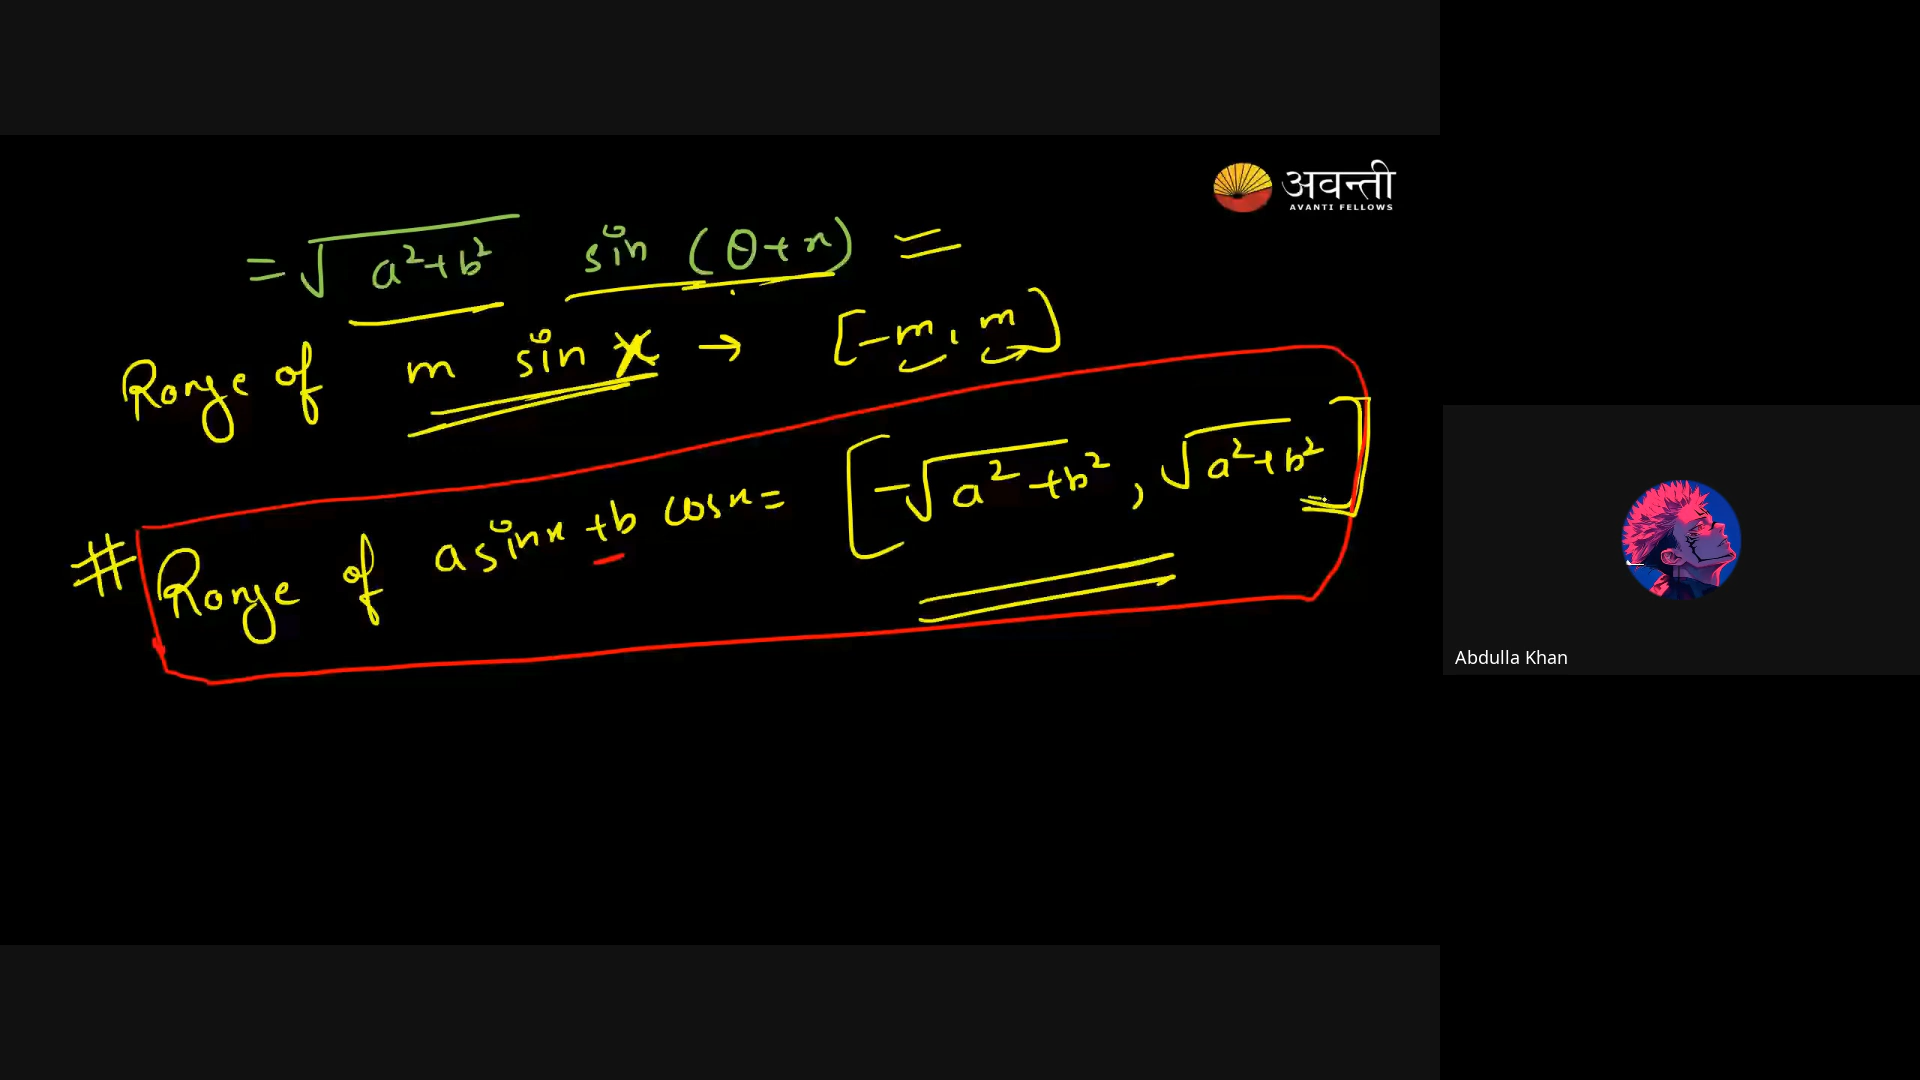 अवन्ती
AVANTI FELLOWS
= √a²+b² sin (θ+x) =
Range of m sin x → [-m, m]
# Range of a sinx +b cosx = [-√a²+b², √a²+b²]
Abdulla Khan